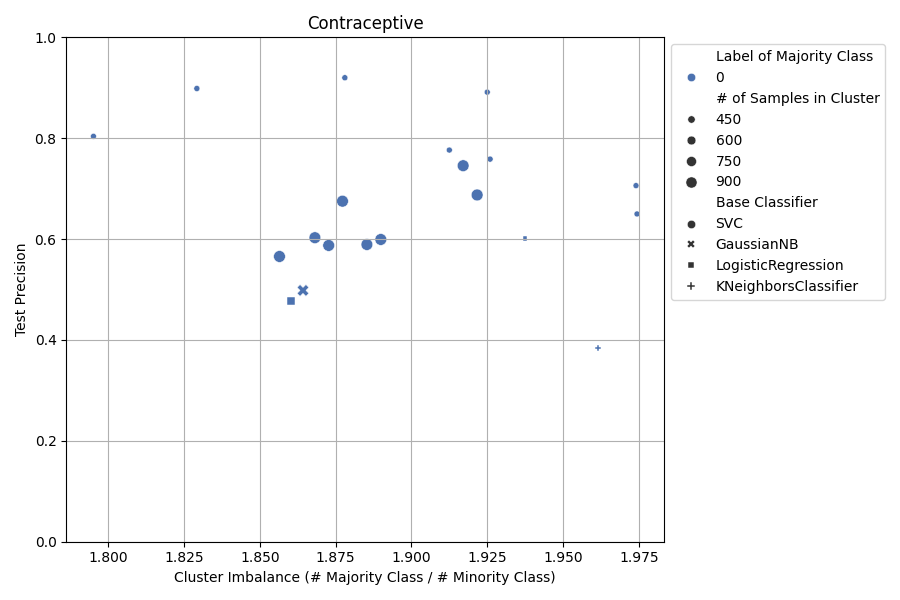 Contraceptive
1.0
0.8
0.6
0.4
0.2
0.0
Test Precision
1.800
1.825
1.850
1.875
1.900
1.925
1.950
1.975
Cluster Imbalance (# Majority Class / # Minority Class)
Label of Majority Class
0
# of Samples in Cluster
450
600
750
900
Base Classifier
SVC
GaussianNB
LogisticRegression
KNeighborsClassifier